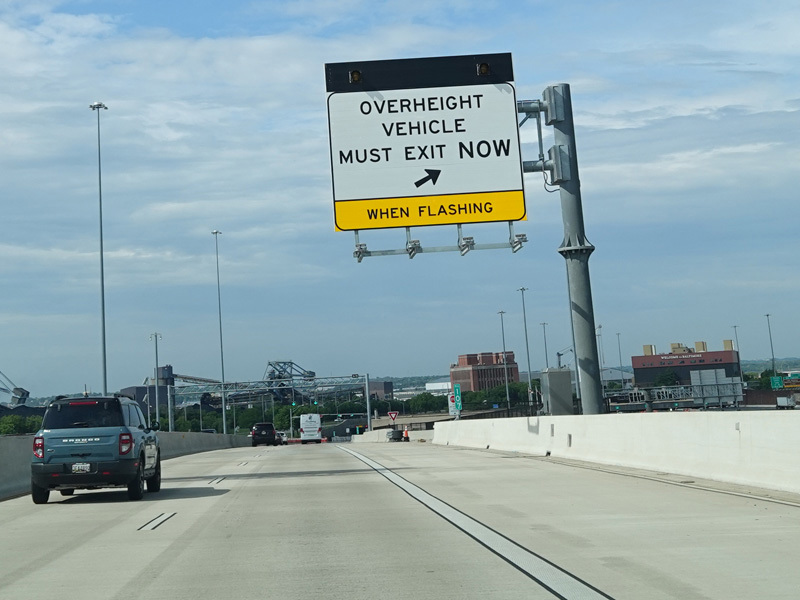 OVERHEIGHT
VEHICLE
MUST EXIT NOW
WHEN FLASHING
BRONCO